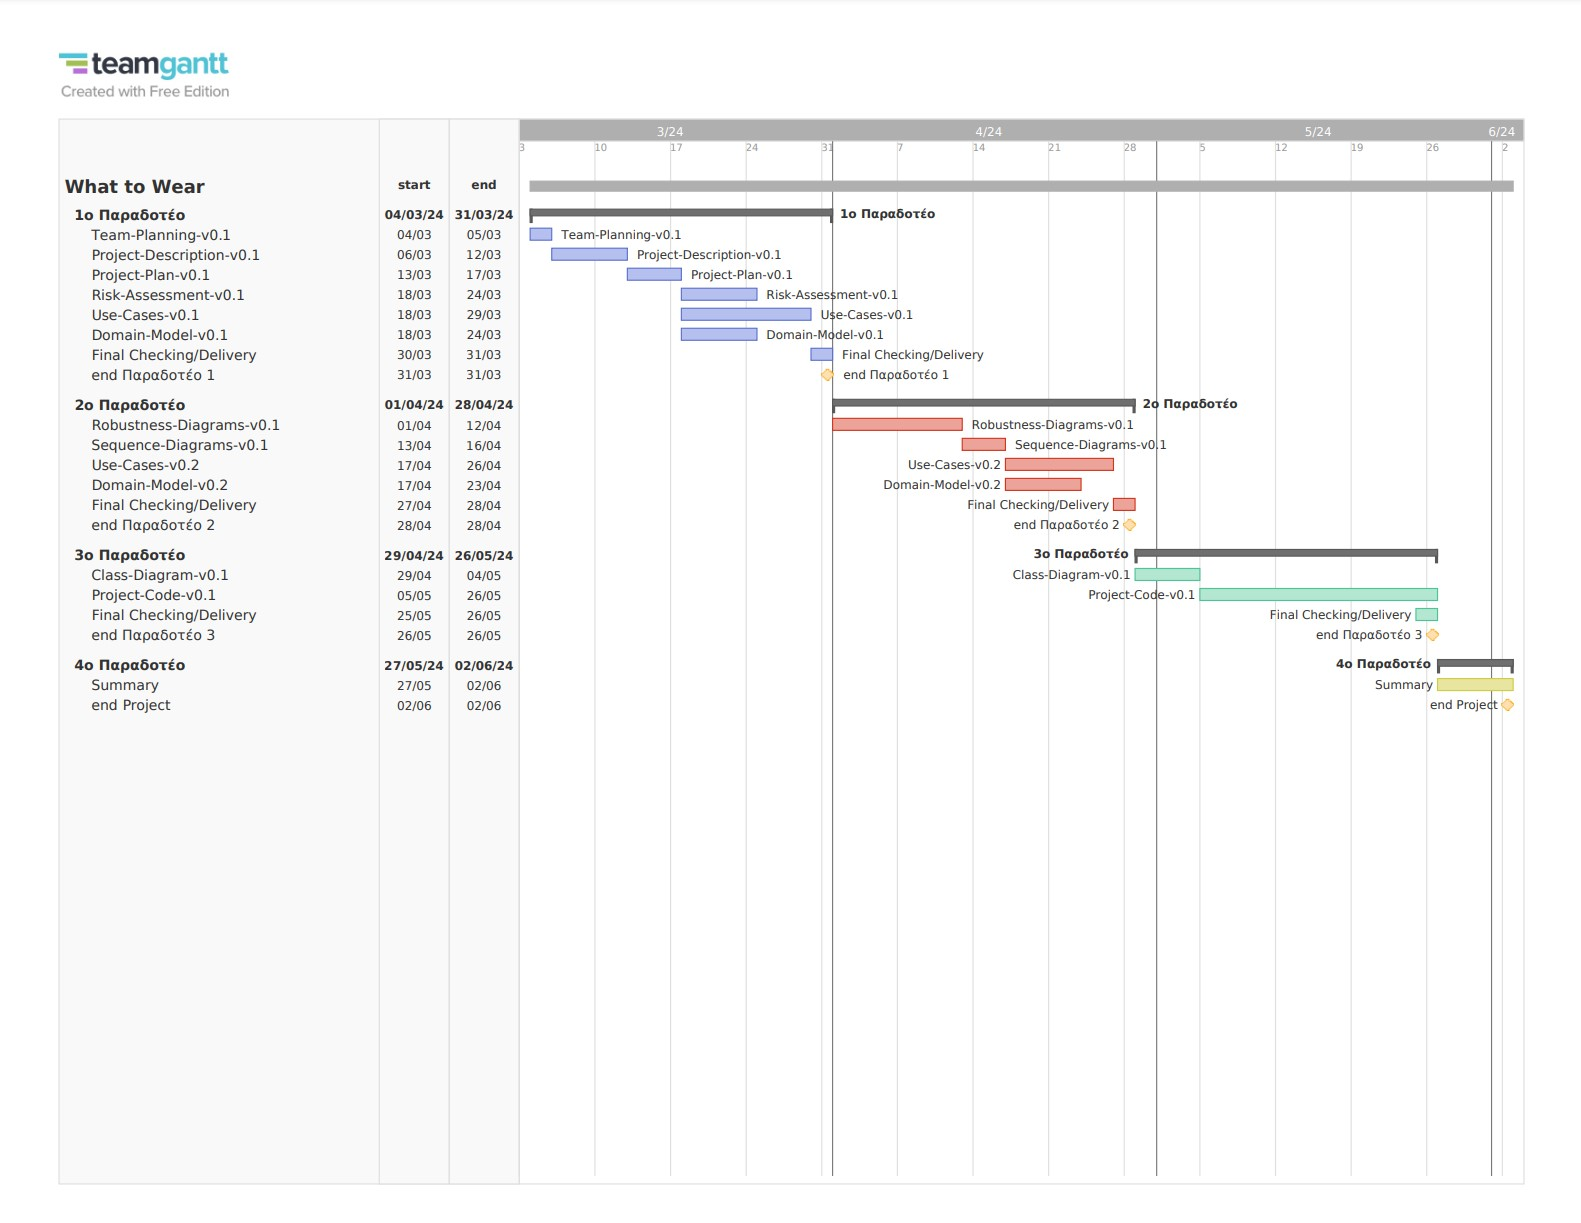 teamgantt
Created with Free Edition
3/24 4/24 5/24 6/24
3 10 17 24 31 7 14 21 28 5 12 19 26 2
What to Wear start end
1ο Παραδοτέο 04/03/24 31/03/24 1ο Παραδοτέο
Team-Planning-v0.1 04/03 05/03 Team-Planning-v0.1
Project-Description-v0.1 06/03 12/03 Project-Description-v0.1
Project-Plan-v0.1 13/03 17/03 Project-Plan-v0.1
Risk-Assessment-v0.1 18/03 24/03 Risk-Assessment-v0.1
Use-Cases-v0.1 18/03 29/03 Use-Cases-v0.1
Domain-Model-v0.1 18/03 24/03 Domain-Model-v0.1
Final Checking/Delivery 30/03 31/03 Final Checking/Delivery
end Παραδοτέο 1 31/03 31/03 end Παραδοτέο 1
2ο Παραδοτέο 01/04/24 28/04/24 2ο Παραδοτέο
Robustness-Diagrams-v0.1 01/04 12/04 Robustness-Diagrams-v0.1
Sequence-Diagrams-v0.1 13/04 16/04 Sequence-Diagrams-v0.1
Use-Cases-v0.2 17/04 26/04 Use-Cases-v0.2
Domain-Model-v0.2 17/04 23/04 Domain-Model-v0.2
Final Checking/Delivery 27/04 28/04 Final Checking/Delivery
end Παραδοτέο 2 28/04 28/04 end Παραδοτέο 2
3ο Παραδοτέο 29/04/24 26/05/24 3ο Παραδοτέο
Class-Diagram-v0.1 29/04 04/05 Class-Diagram-v0.1
Project-Code-v0.1 05/05 26/05 Project-Code-v0.1
Final Checking/Delivery 25/05 26/05 Final Checking/Delivery
end Παραδοτέο 3 26/05 26/05 end Παραδοτέο 3
4ο Παραδοτέο 27/05/24 02/06/24 4ο Παραδοτέο
Summary 27/05 02/06 Summary
end Project 02/06 02/06 end Project